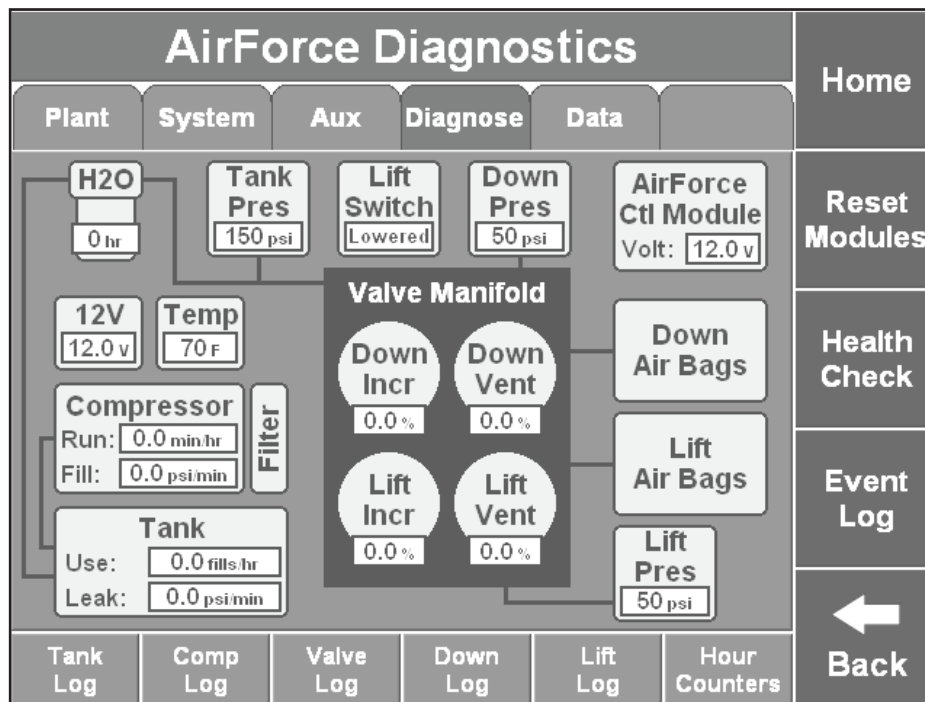 AirForce Diagnostics
Plant
System
Aux
Diagnose
Data
H2O
0 hr
Tank
Pres
150 psi
Lift
Switch
Lowered
Down
Pres
50 psi
AirForce
Ctl Module
Volt: 12.0 v
12V
12.0 v
Temp
70 F
Valve Manifold
Down
Incr
0.0 %
Down
Vent
0.0 %
Lift
Incr
0.0 %
Lift
Vent
0.0 %
Down
Air Bags
Lift
Air Bags
Lift
Pres
50 psi
Compressor
Run: 0.0 min/hr
Fill: 0.0 psi/min
Filter
Tank
Use: 0.0 fills/hr
Leak: 0.0 psi/min
Tank
Log
Comp
Log
Valve
Log
Down
Log
Lift
Log
Hour
Counters
Home
Reset
Modules
Health
Check
Event
Log
Back